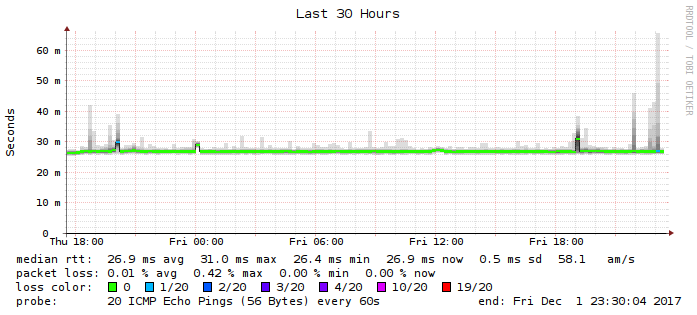 Last 30 Hours
RRDTOOL / TOBI OETIKER
Seconds
60 m
50 m
40 m
30 m
20 m
10 m
0
Thu 18:00 Fri 00:00 Fri 06:00 Fri 12:00 Fri 18:00
median rtt: 26.9 ms avg 31.0 ms max 26.4 ms min 26.9 ms now 0.5 ms sd 58.1 am/s
packet loss: 0.01 % avg 0.42 % max 0.00 % min 0.00 % now
loss color: 0 1/20 2/20 3/20 4/20 10/20 19/20
probe: 20 ICMP Echo Pings (56 Bytes) every 60s end: Fri Dec 1 23:30:04 2017